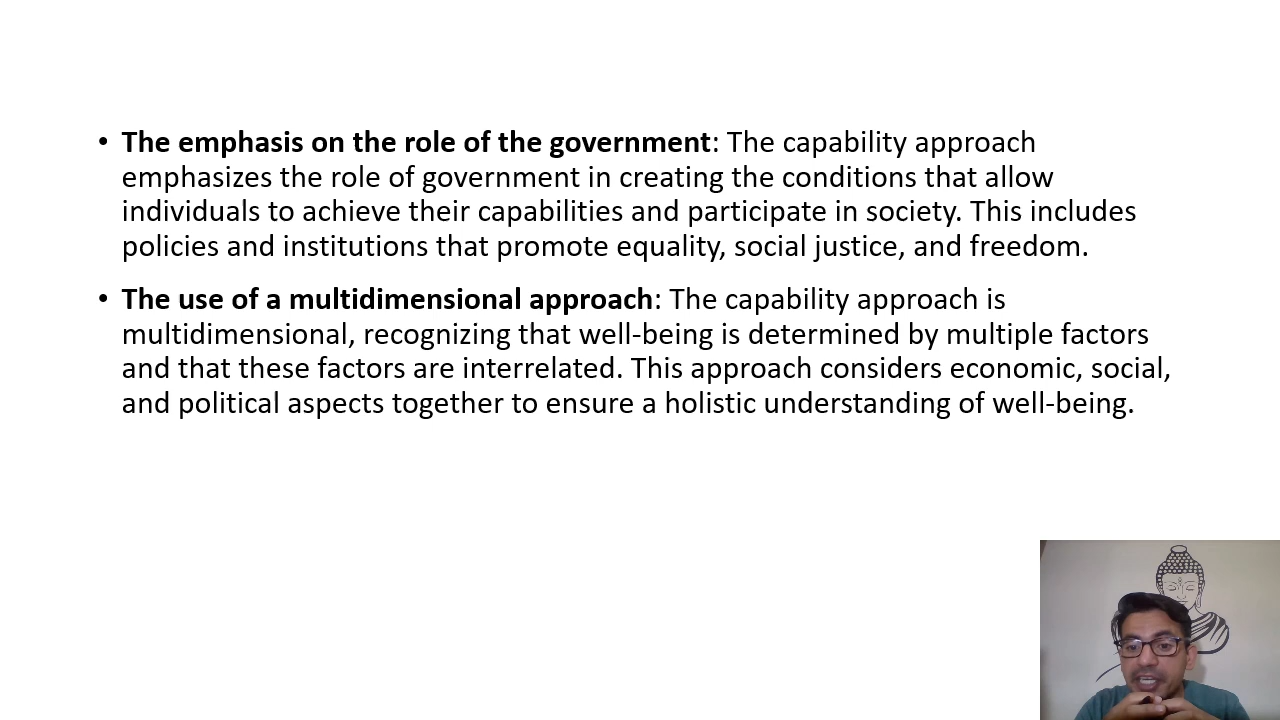 • The emphasis on the role of the government: The capability approach
emphasizes the role of government in creating the conditions that allow
individuals to achieve their capabilities and participate in society. This includes
policies and institutions that promote equality, social justice, and freedom.
• The use of a multidimensional approach: The capability approach is
multidimensional, recognizing that well-being is determined by multiple factors
and that these factors are interrelated. This approach considers economic, social,
and political aspects together to ensure a holistic understanding of well-being.